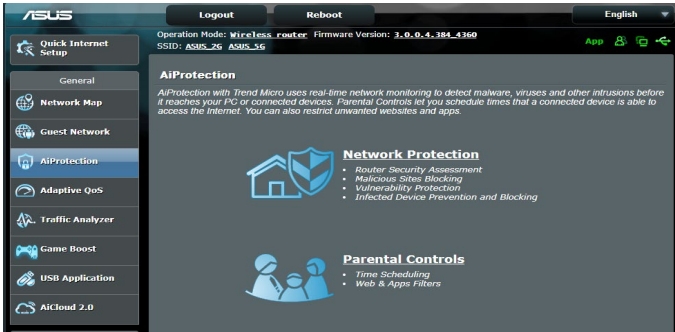 ASUS
Logout
Reboot
English
Quick Internet
Setup
Operation Mode: Wireless router Firmware Version: 3.0.0.4.384_4360
SSID: ASUS_2G ASUS_5G
App
General
Network Map
Guest Network
AiProtection
Adaptive QoS
Traffic Analyzer
Game Boost
USB Application
AiCloud 2.0
AiProtection
AiProtection with Trend Micro uses real-time network monitoring to detect malware, viruses and other intrusions before
it reaches your PC or connected devices. Parental Controls let you schedule times that a connected device is able to
access the Internet. You can also restrict unwanted websites and apps.
Network Protection
• Router Security Assessment
• Malicious Sites Blocking
• Vulnerability Protection
• Infected Device Prevention and Blocking
Parental Controls
• Time Scheduling
• Web & Apps Filters